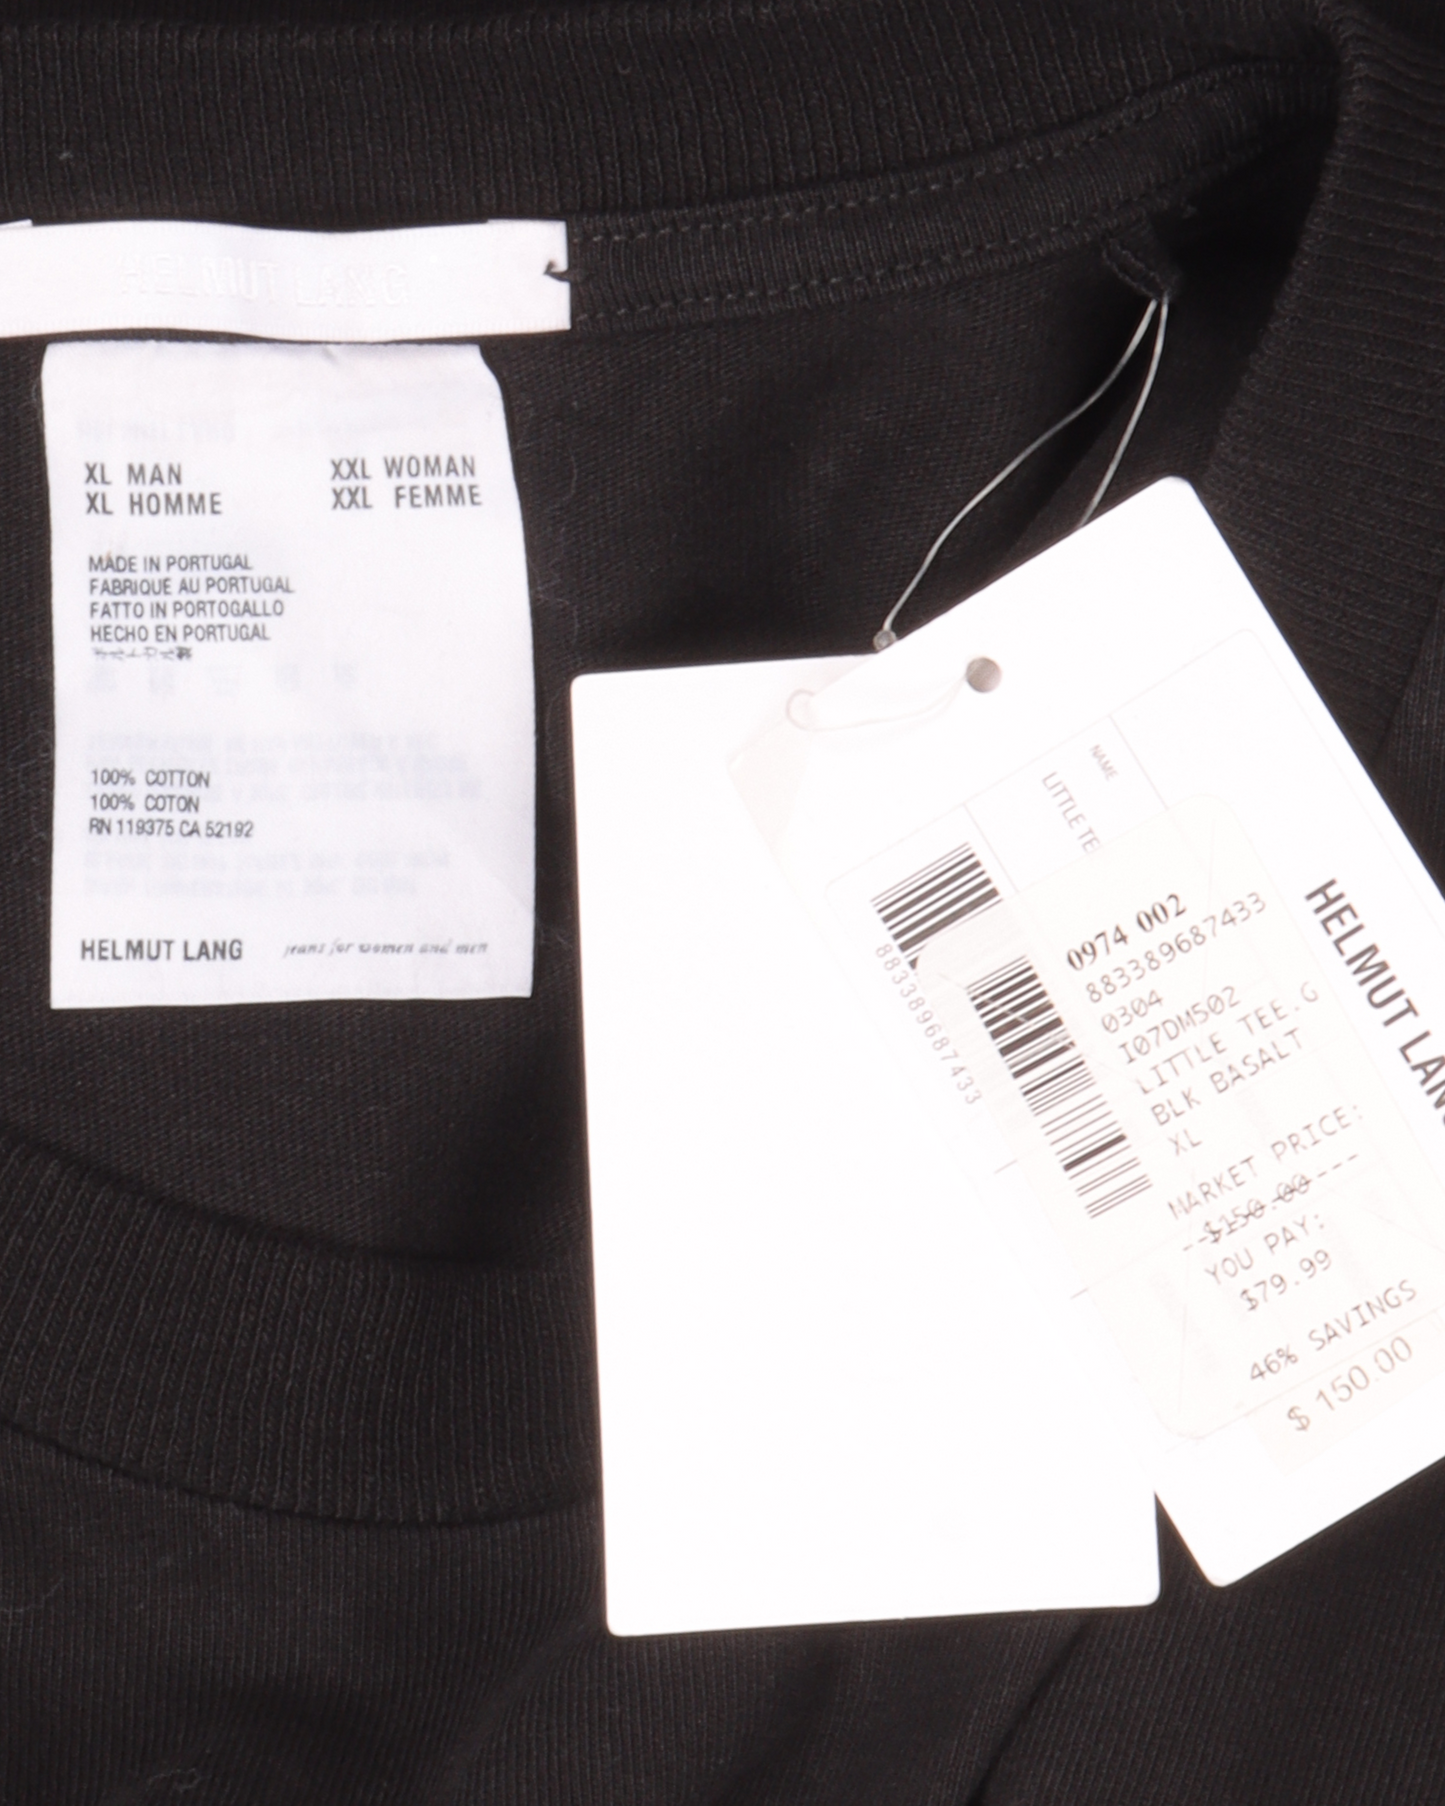 HELMUT LANG
XL MAN XXL WOMAN
XL HOMME XXL FEMME
MADE IN PORTUGAL
FABRIQUE AU PORTUGAL
FATTO IN PORTOGALLO
HECHO EN PORTUGAL
100% COTTON
100% COTON
RN 119375 CA 52192
HELMUT LANG jeans for women and men
NAME
LITTLE TE
883389687433
0974 002
883389687433
0304
I07DM502
LITTLE TEE.G
BLK BASALT
XL
MARKET PRICE:
--$150.00---
YOU PAY:
$79.99
46% SAVINGS
$ 150.00
HELMUT LANG